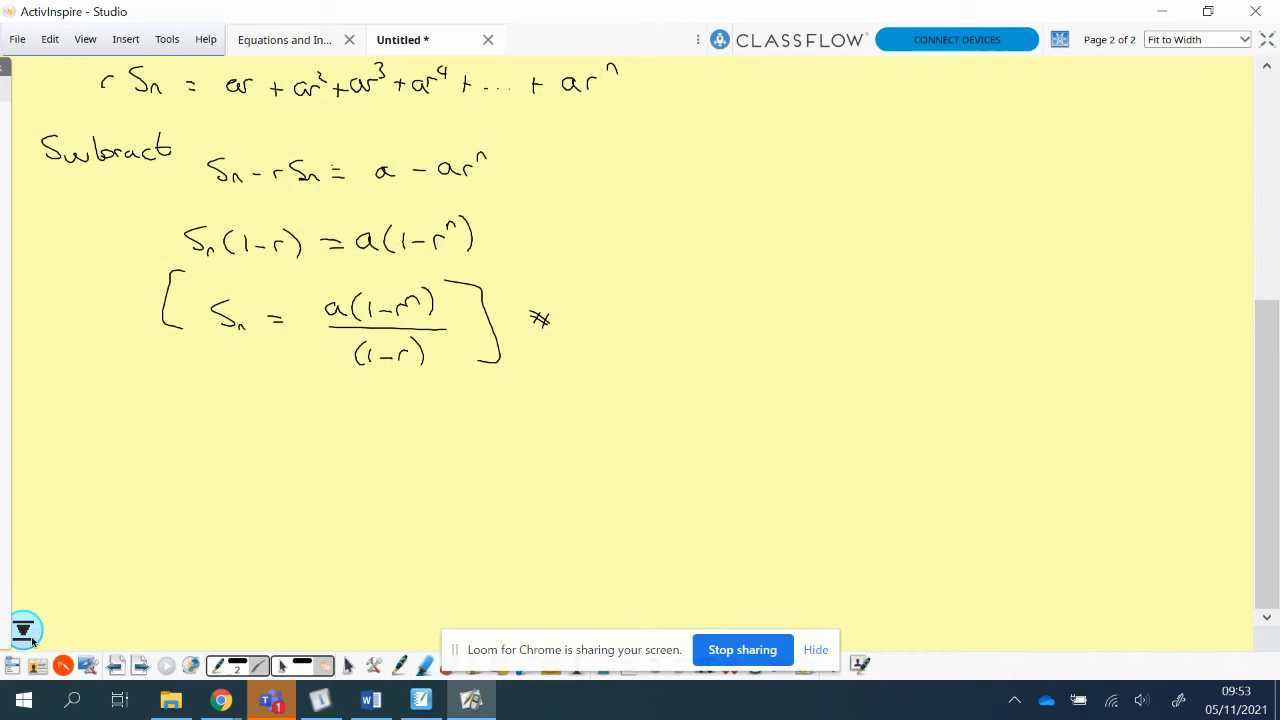 ActivInspire - Studio
File Edit View Insert Tools Help Equations and In... Untitled * CLASSFLOW CONNECT DEVICES Page 2 of 2 Fit to Width
r Sₙ = ar + ar² + ar³ + ar⁴ + ... + arⁿ
Subtract
Sₙ - rSₙ = a - arⁿ
Sₙ(1-r) = a(1-rⁿ)
[ Sₙ = a(1-rⁿ) / (1-r) ] *
Loom for Chrome is sharing your screen. Stop sharing Hide
2
1
09:53
05/11/2021